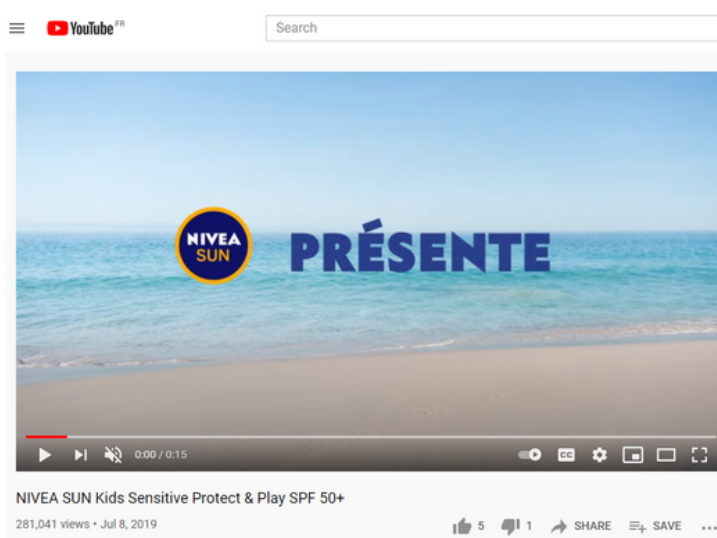 YouTube FR
Search
NIVEA
SUN
PRÉSENTE
0:00 / 0:15
CC
NIVEA SUN Kids Sensitive Protect & Play SPF 50+
281,041 views • Jul 8, 2019
5 1 SHARE SAVE